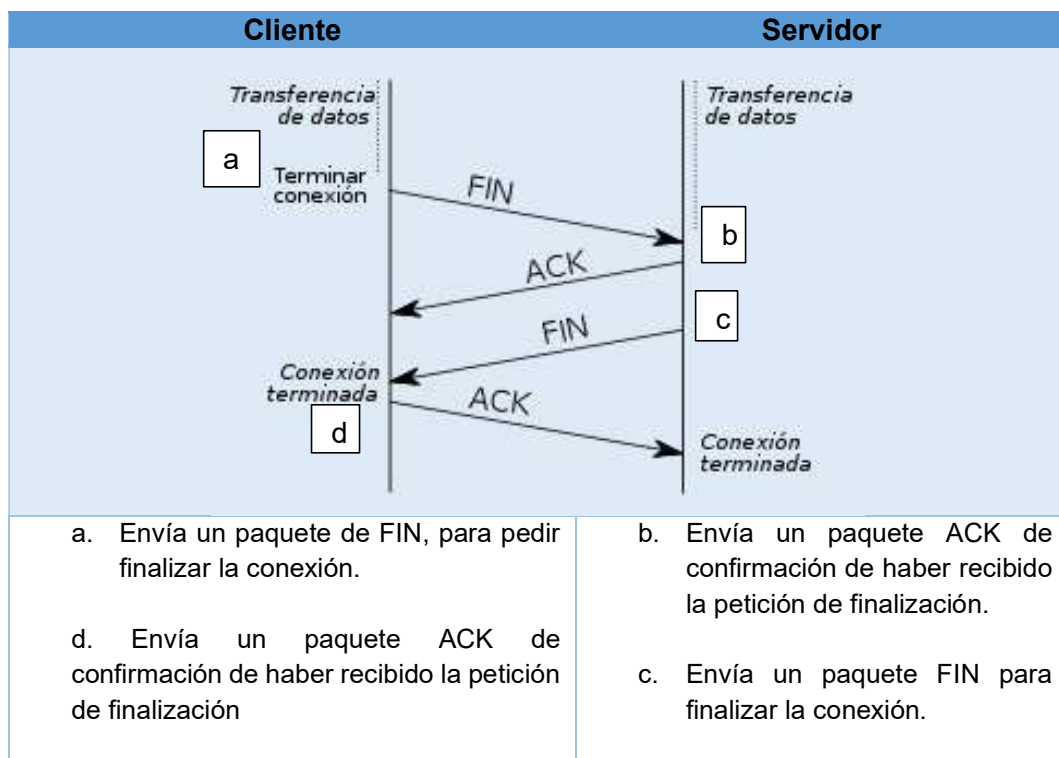 Cliente
Servidor
Transferencia
de datos
Transferencia
de datos
a
Terminar
conexión
FIN
b
ACK
c
FIN
Conexión
terminada
ACK
d
Conexión
terminada
a. Envía un paquete de FIN, para pedir
finalizar la conexión.
d. Envía un paquete ACK de
confirmación de haber recibido la petición
de finalización
b. Envía un paquete ACK de
confirmación de haber recibido
la petición de finalización.
c. Envía un paquete FIN para
finalizar la conexión.